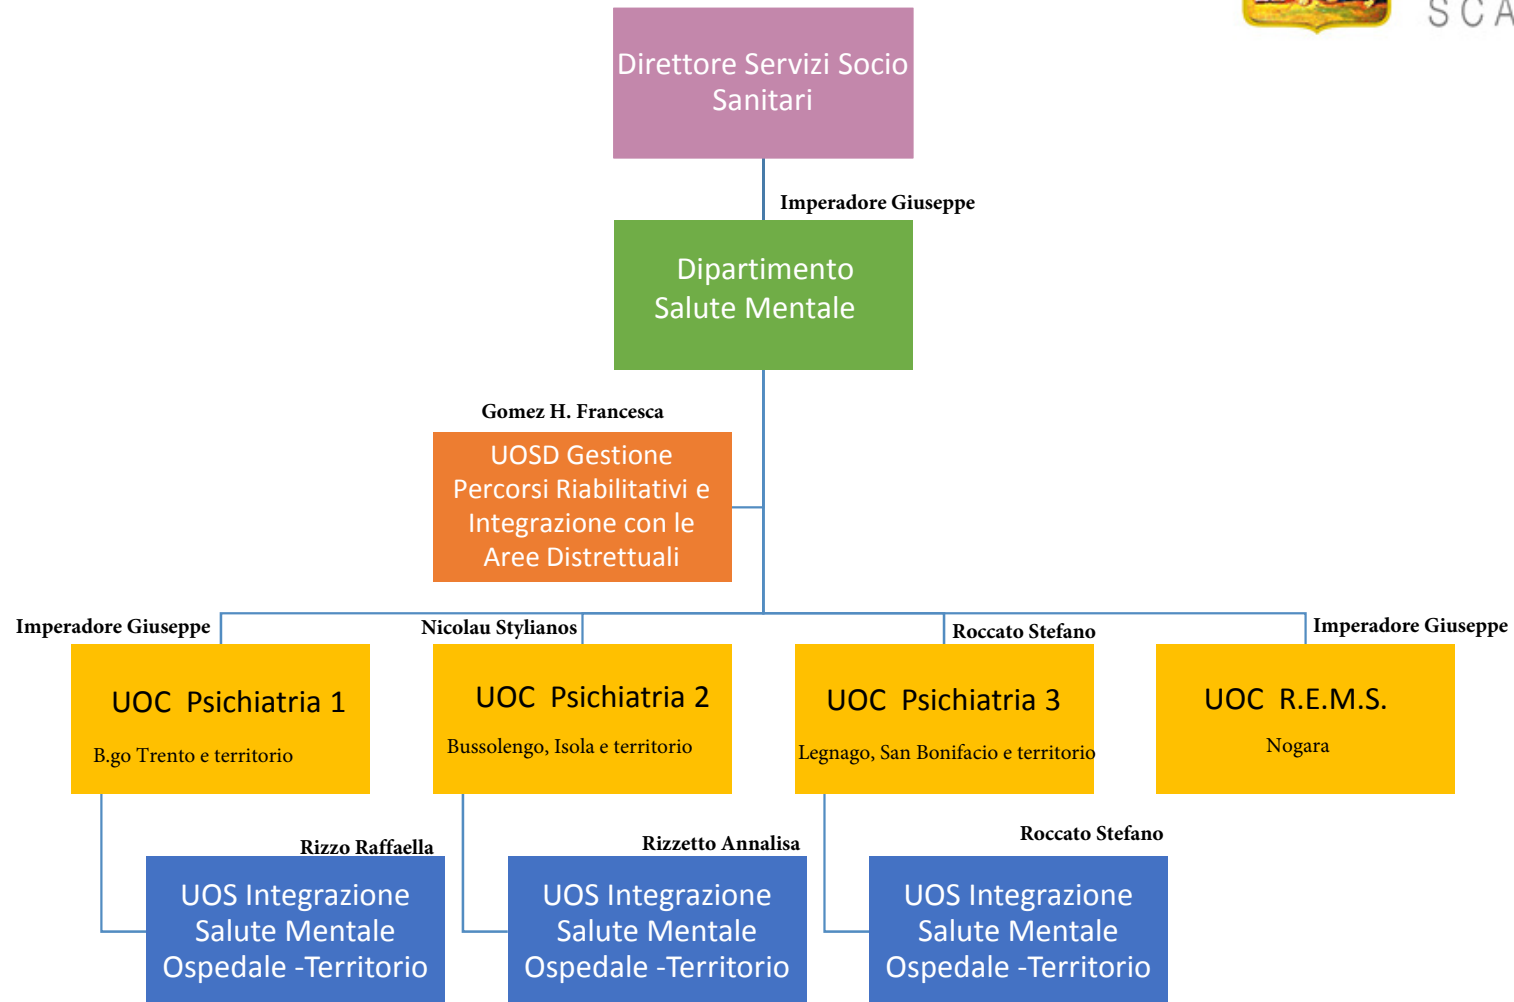 SCA
Direttore Servizi Socio
Sanitari
Imperadore Giuseppe
Dipartimento
Salute Mentale
Gomez H. Francesca
UOSD Gestione
Percorsi Riabilitativi e
Integrazione con le
Aree Distrettuali
Imperadore Giuseppe
Nicolau Stylianos
Roccato Stefano
Imperadore Giuseppe
UOC Psichiatria 1
B.go Trento e territorio
UOC Psichiatria 2
Bussolengo, Isola e territorio
UOC Psichiatria 3
Legnago, San Bonifacio e territorio
UOC R.E.M.S.
Nogara
Rizzo Raffaella
UOS Integrazione
Salute Mentale
Ospedale -Territorio
Rizzetto Annalisa
UOS Integrazione
Salute Mentale
Ospedale -Territorio
Roccato Stefano
UOS Integrazione
Salute Mentale
Ospedale -Territorio